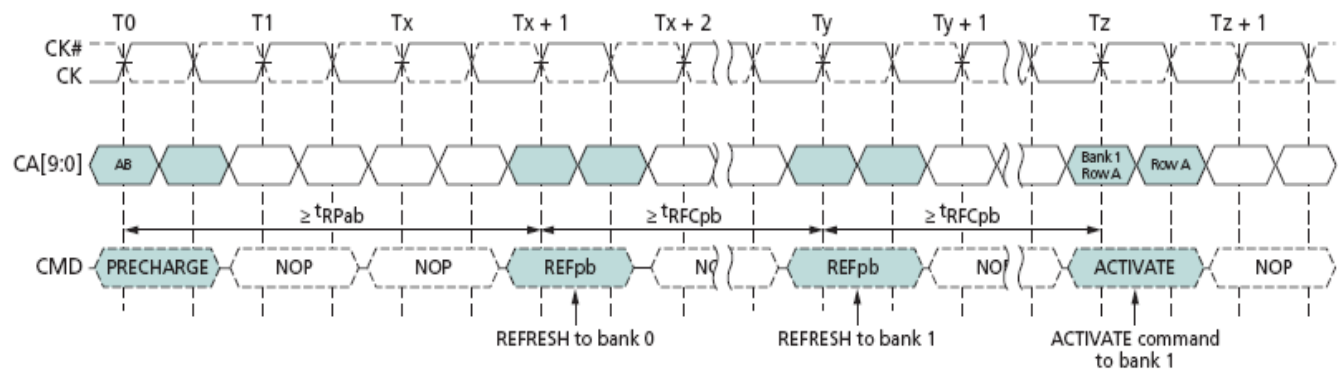 T0 T1 Tx Tx + 1 Tx + 2 Ty Ty + 1 Tz Tz + 1
CK#
CK
CA[9:0] AB Bank 1 Row A Row A
≥ tRPab ≥ tRFCpb ≥ tRFCpb
CMD PRECHARGE NOP NOP REFpb NO REFpb NOP ACTIVATE NOP
REFRESH to bank 0 REFRESH to bank 1 ACTIVATE command
to bank 1